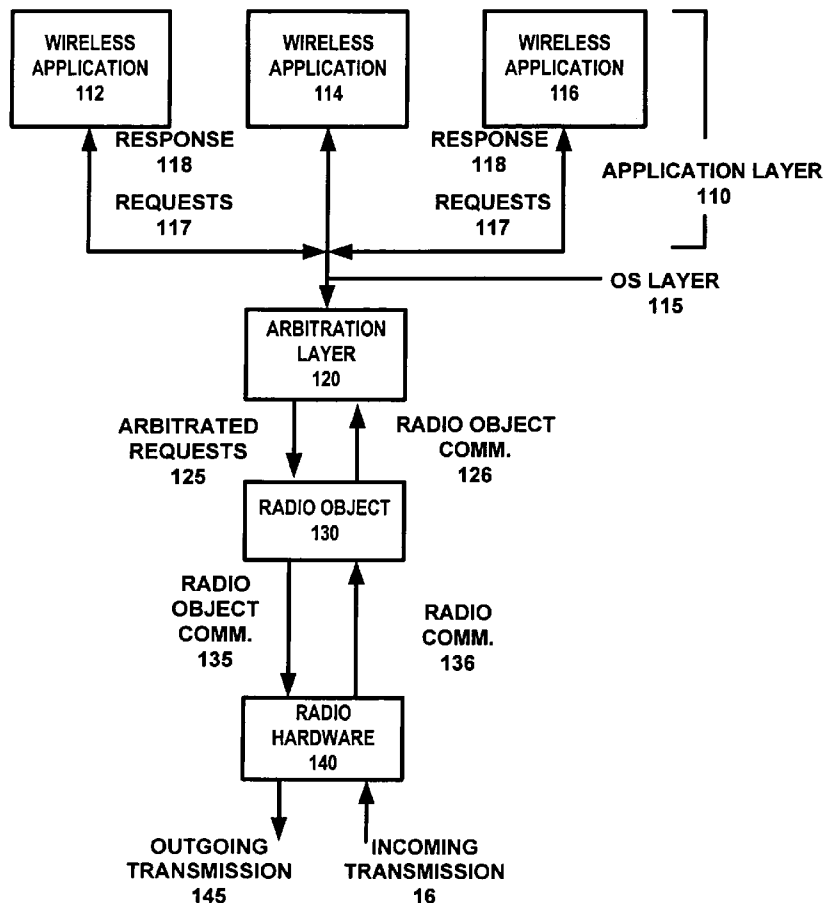 WIRELESS
APPLICATION
112
WIRELESS
APPLICATION
114
WIRELESS
APPLICATION
116
RESPONSE
118
REQUESTS
117
RESPONSE
118
REQUESTS
117
APPLICATION LAYER
110
OS LAYER
115
ARBITRATION
LAYER
120
ARBITRATED
REQUESTS
125
RADIO OBJECT
COMM.
126
RADIO OBJECT
130
RADIO
OBJECT
COMM.
135
RADIO
COMM.
136
RADIO
HARDWARE
140
OUTGOING
TRANSMISSION
145
INCOMING
TRANSMISSION
16